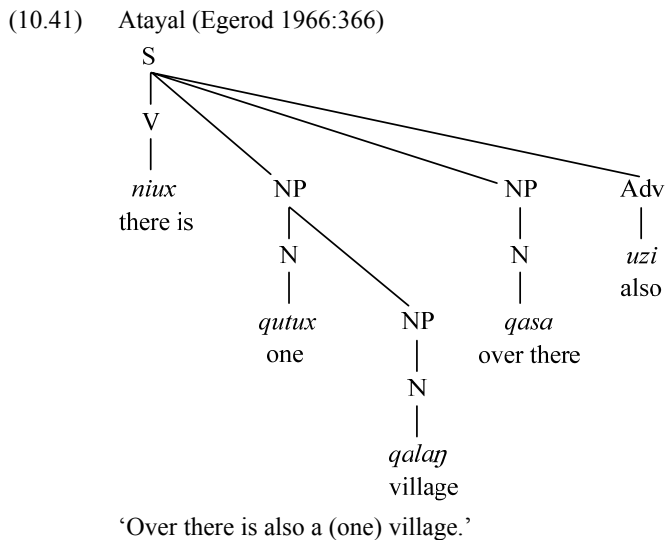 (10.41) Atayal (Egerod 1966:366)
S
V
niux NP NP Adv
there is
N N uzi
also
qutux NP qasa
one over there
N
qalaŋ
village
‘Over there is also a (one) village.’